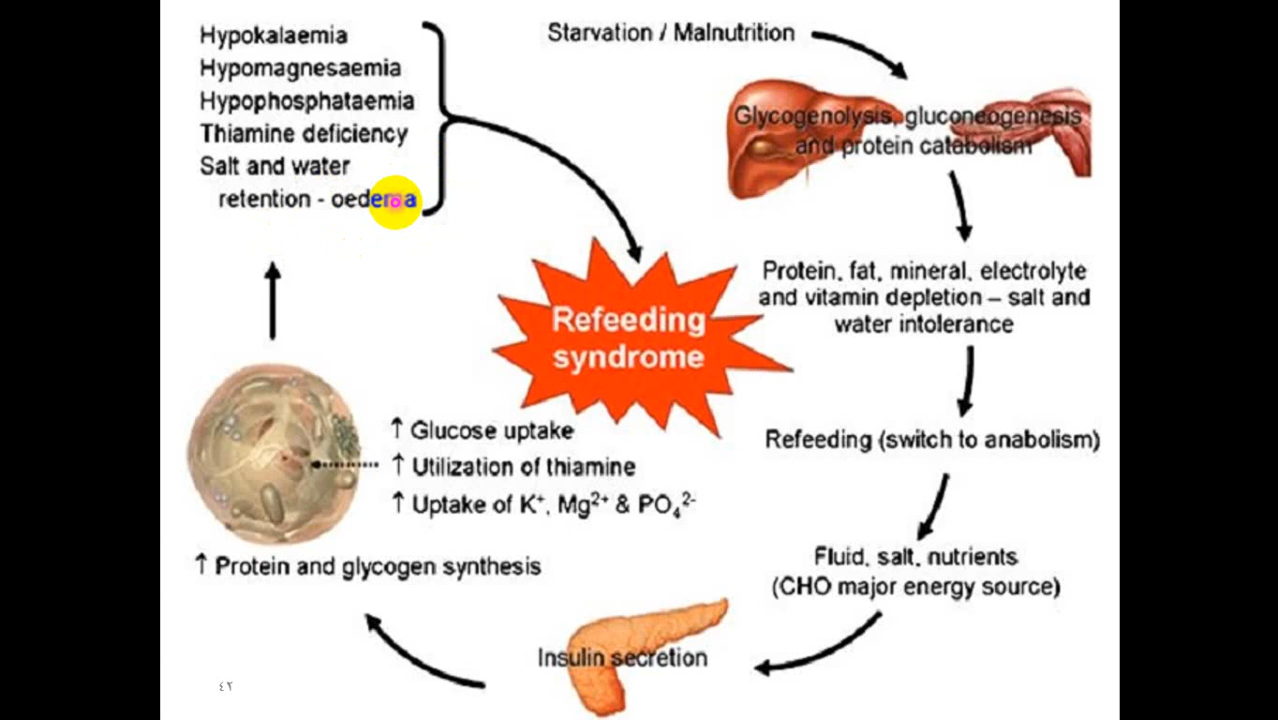 Hypokalaemia
Hypomagnesaemia
Hypophosphataemia
Thiamine deficiency
Salt and water
retention - oedema
Starvation / Malnutrition
Glycogenolysis, gluconeogenesis
and protein catabolism
Protein, fat, mineral, electrolyte
and vitamin depletion – salt and
water intolerance
Refeeding (switch to anabolism)
Fluid, salt, nutrients
(CHO major energy source)
Insulin secretion
↑ Protein and glycogen synthesis
↑ Glucose uptake
↑ Utilization of thiamine
↑ Uptake of K⁺, Mg²⁺ & PO₄²⁻
Refeeding
syndrome
٤٢